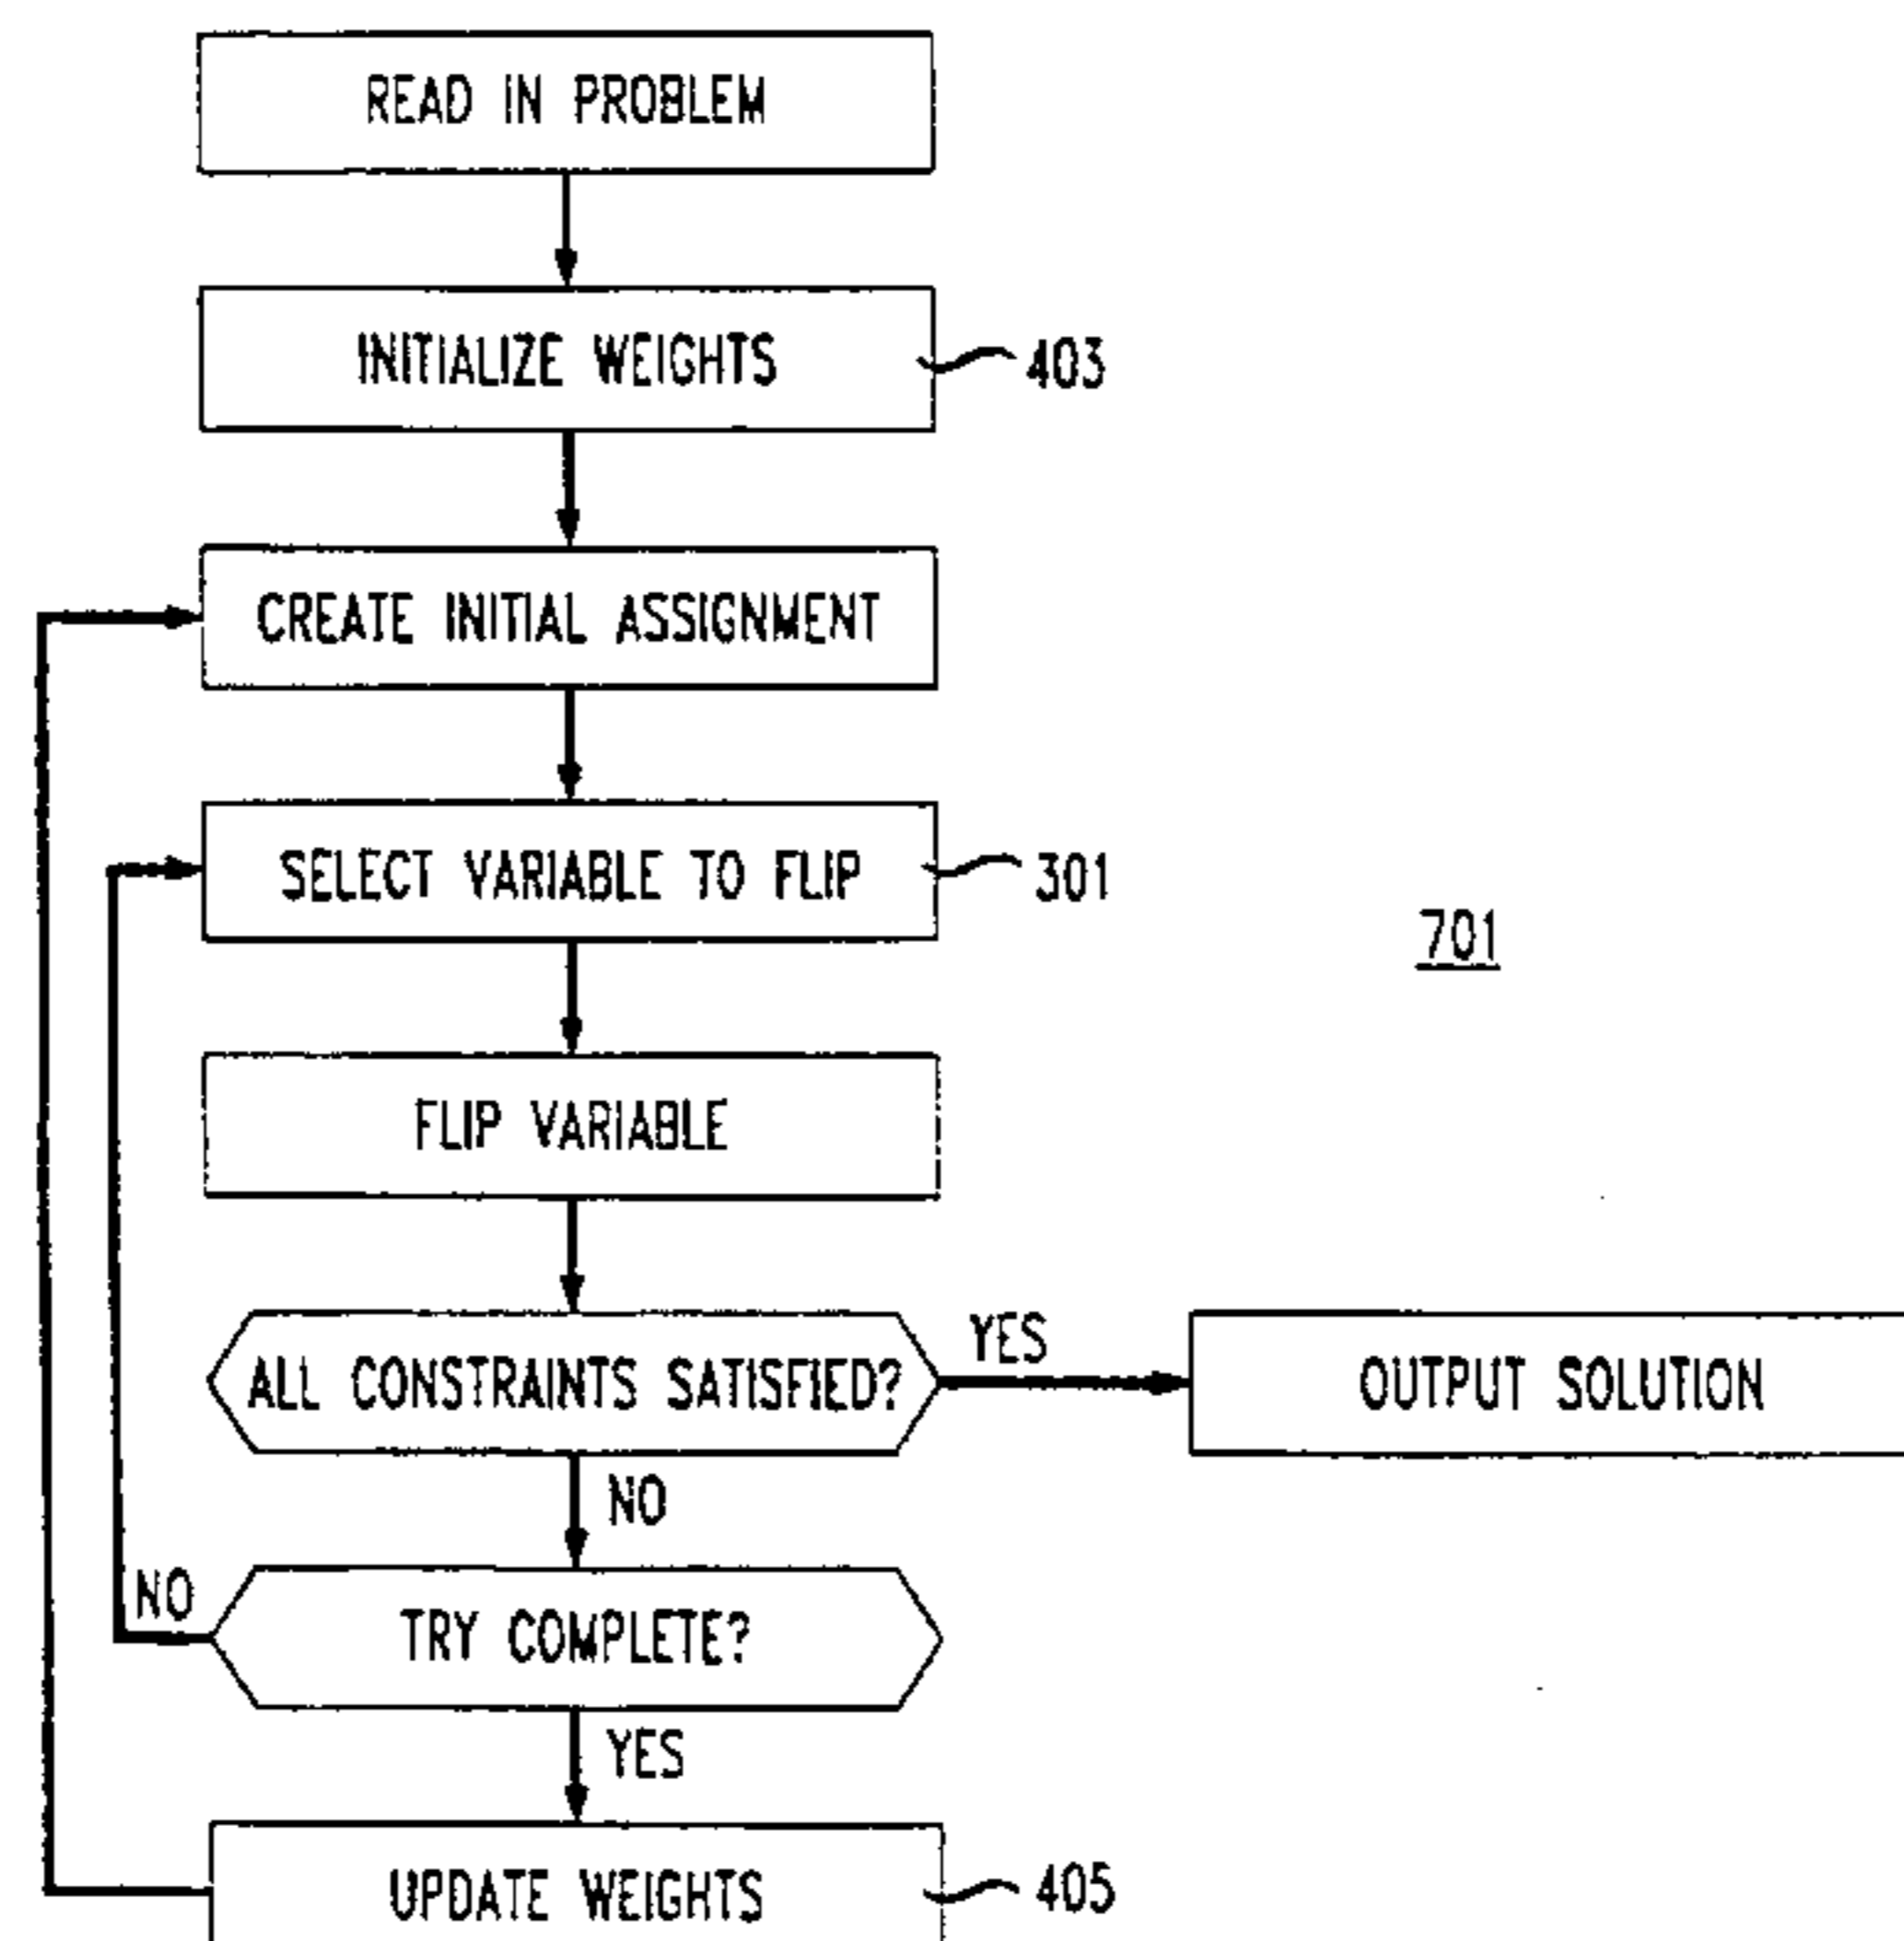 READ IN PROBLEM
INITIALIZE WEIGHTS
403
CREATE INITIAL ASSIGNMENT
SELECT VARIABLE TO FLIP
301
701
FLIP VARIABLE
ALL CONSTRAINTS SATISFIED?
YES
OUTPUT SOLUTION
NO
NO
TRY COMPLETE?
YES
UPDATE WEIGHTS
405